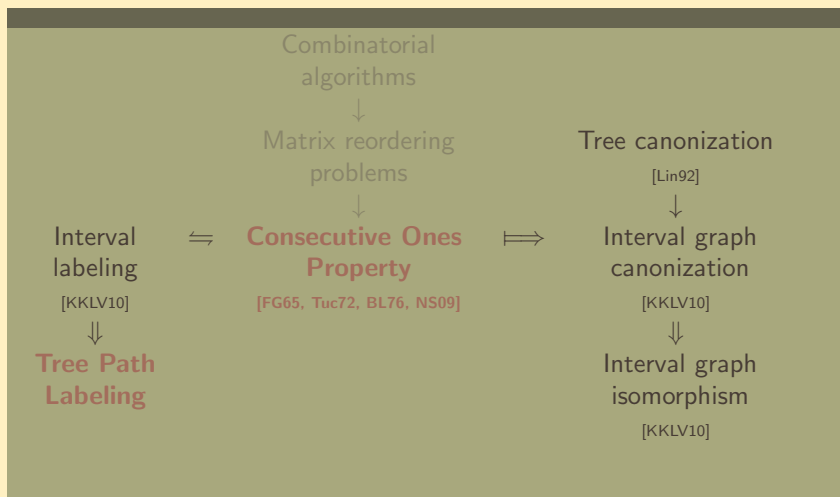 Combinatorial
algorithms
↓
Matrix reordering
problems
↓
Tree canonization
[Lin92]
↓
Interval
labeling
[KKLV10]
⇓
Tree Path
Labeling
⇋
Consecutive Ones
Property
[FG65, Tuc72, BL76, NS09]
⟾
Interval graph
canonization
[KKLV10]
⇓
Interval graph
isomorphism
[KKLV10]